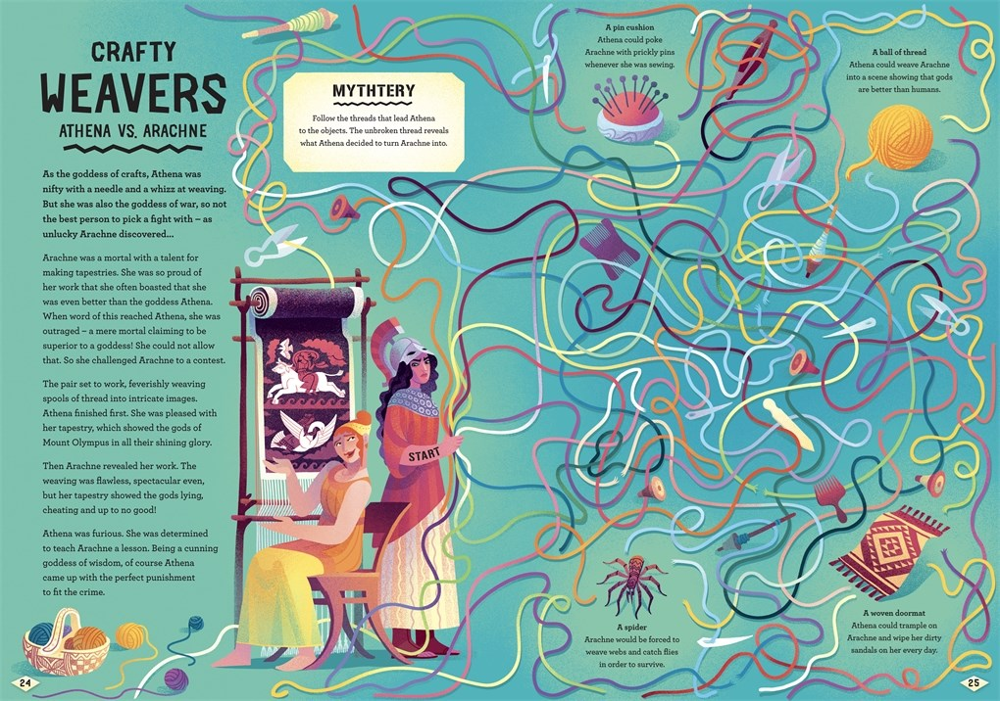 CRAFTY
WEAVERS
ATHENA VS. ARACHNE
As the goddess of crafts, Athena was
nifty with a needle and a whizz at weaving.
But she was also the goddess of war, so not
the best person to pick a fight with – as
unlucky Arachne discovered...
Arachne was a mortal with a talent for
making tapestries. She was so proud of
her work that she often boasted that she
was even better than the goddess Athena.
When word of this reached Athena, she was
outraged – a mere mortal claiming to be
superior to a goddess! She could not allow
that. So she challenged Arachne to a contest.
The pair set to work, feverishly weaving
spools of thread into intricate images.
Athena finished first. She was pleased with
her tapestry, which showed the gods of
Mount Olympus in all their shining glory.
Then Arachne revealed her work. The
weaving was flawless, spectacular even,
but her tapestry showed the gods lying,
cheating and up to no good!
Athena was furious. She was determined
to teach Arachne a lesson. Being a cunning
goddess of wisdom, of course Athena
came up with the perfect punishment
to fit the crime.
24
MYTHTERY
Follow the threads that lead Athena
to the objects. The unbroken thread reveals
what Athena decided to turn Arachne into.
START
A pin cushion
Athena could poke
Arachne with prickly pins
whenever she was sewing.
A ball of thread
Athena could weave Arachne
into a scene showing that gods
are better than humans.
A spider
Arachne would be forced to
weave webs and catch flies
in order to survive.
A woven doormat
Athena could trample on
Arachne and wipe her dirty
sandals on her every day.
25